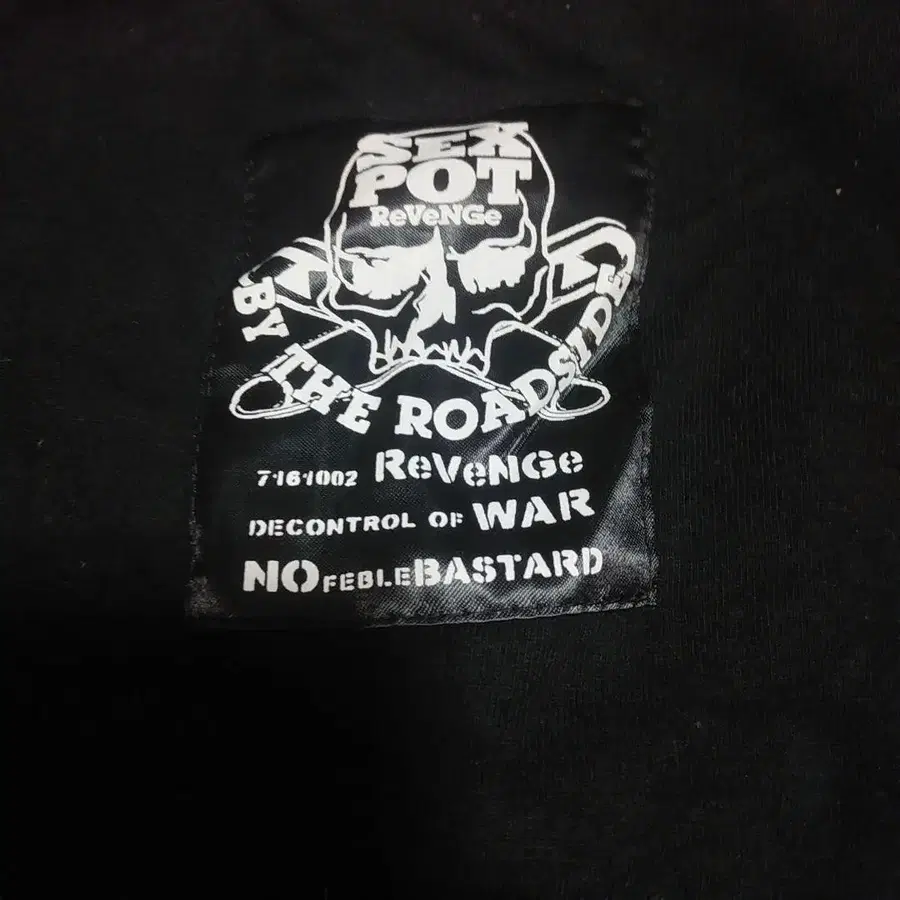 SEX
POT
ReVeNGe
BY THE ROADSIDE
7161002 ReVeNGe
DECONTROL OF WAR
NO FEBLE BASTARD